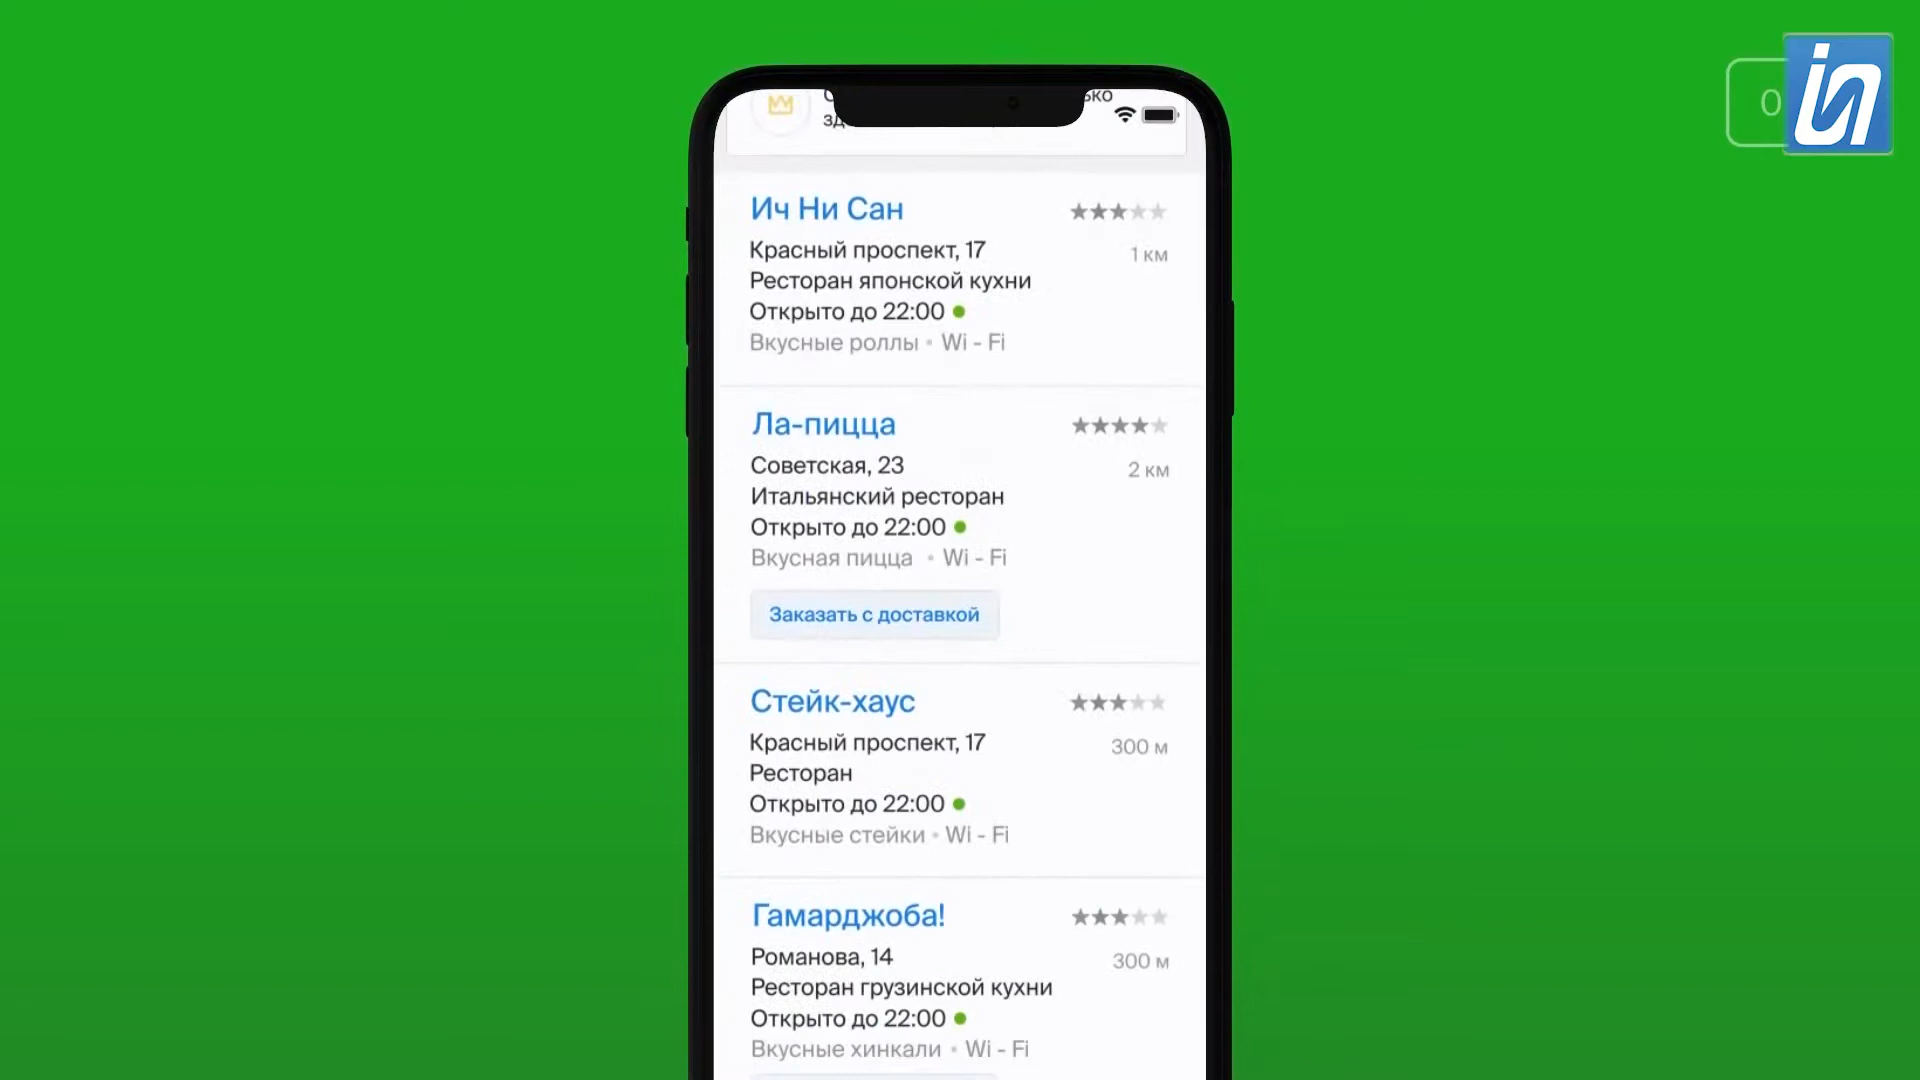 ько
зд
Ич Ни Сан
Красный проспект, 17
1 км
Ресторан японской кухни
Открыто до 22:00
Вкусные роллы • Wi - Fi
Ла-пицца
Советская, 23
2 км
Итальянский ресторан
Открыто до 22:00
Вкусная пицца • Wi - Fi
Заказать с доставкой
Стейк-хаус
Красный проспект, 17
300 м
Ресторан
Открыто до 22:00
Вкусные стейки • Wi - Fi
Гамарджоба!
Романова, 14
300 м
Ресторан грузинской кухни
Открыто до 22:00
Вкусные хинкали • Wi - Fi
in